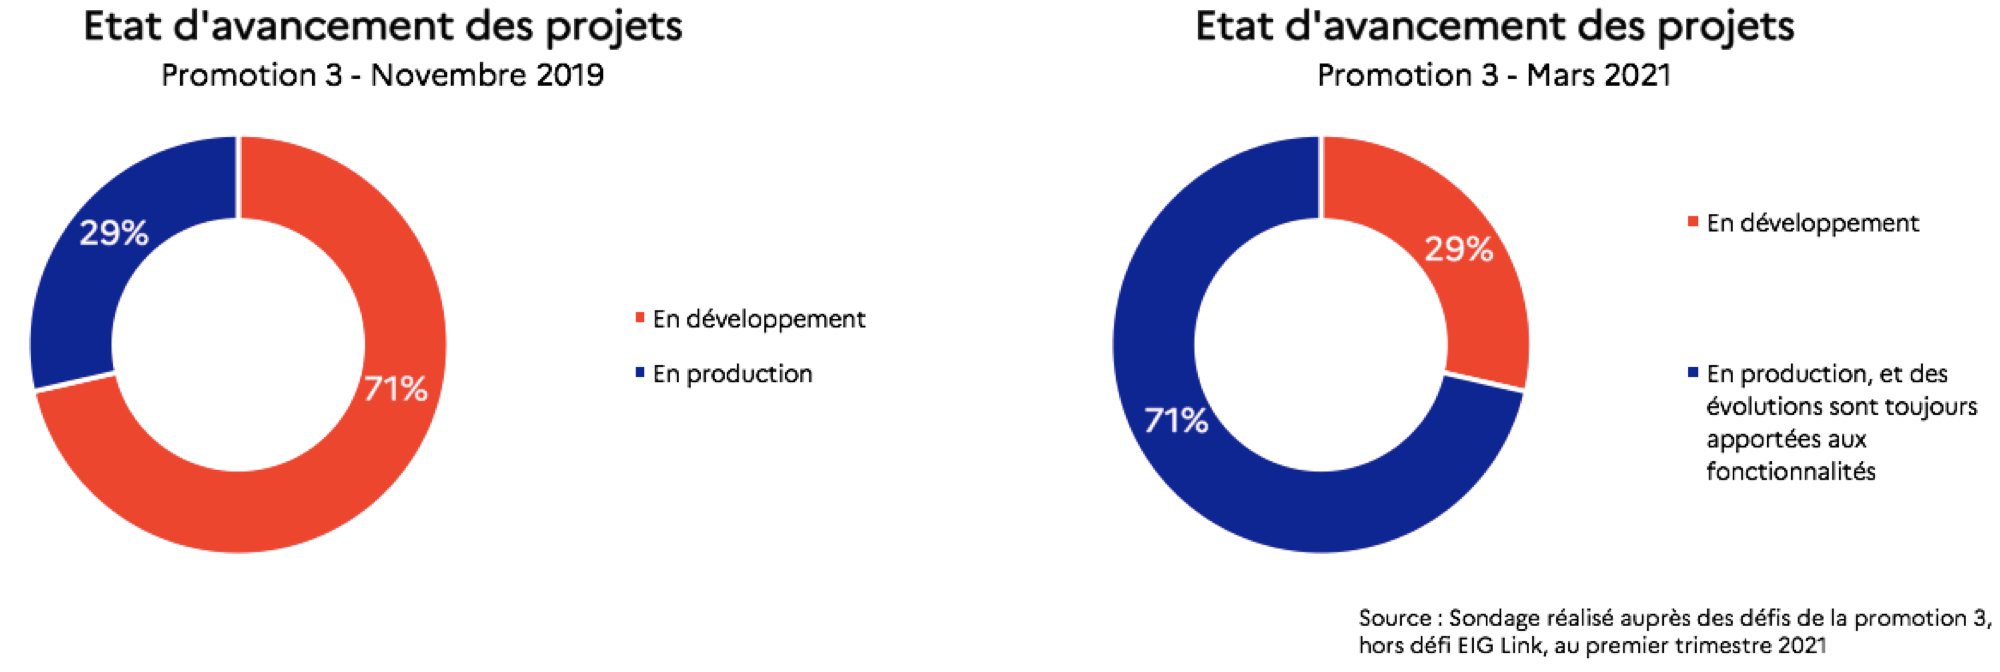 Etat d'avancement des projets
Promotion 3 - Novembre 2019
29%
71%
En développement
En production
Etat d'avancement des projets
Promotion 3 - Mars 2021
29%
71%
En développement
En production, et des
évolutions sont toujours
apportées aux
fonctionnalités
Source : Sondage réalisé auprès des défis de la promotion 3,
hors défi EIG Link, au premier trimestre 2021